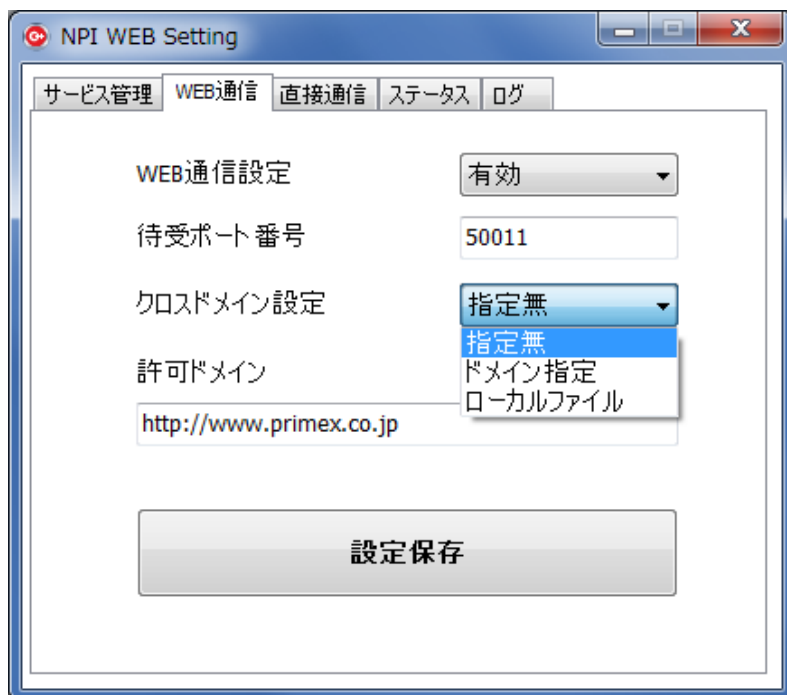 NPI WEB Setting
サービス管理 WEB通信 直接通信 ステータス ログ
WEB通信設定 有効
待受ポート番号 50011
クロスドメイン設定 指定無
指定無
ドメイン指定
ローカルファイル
許可ドメイン
http://www.primex.co.jp
設定保存